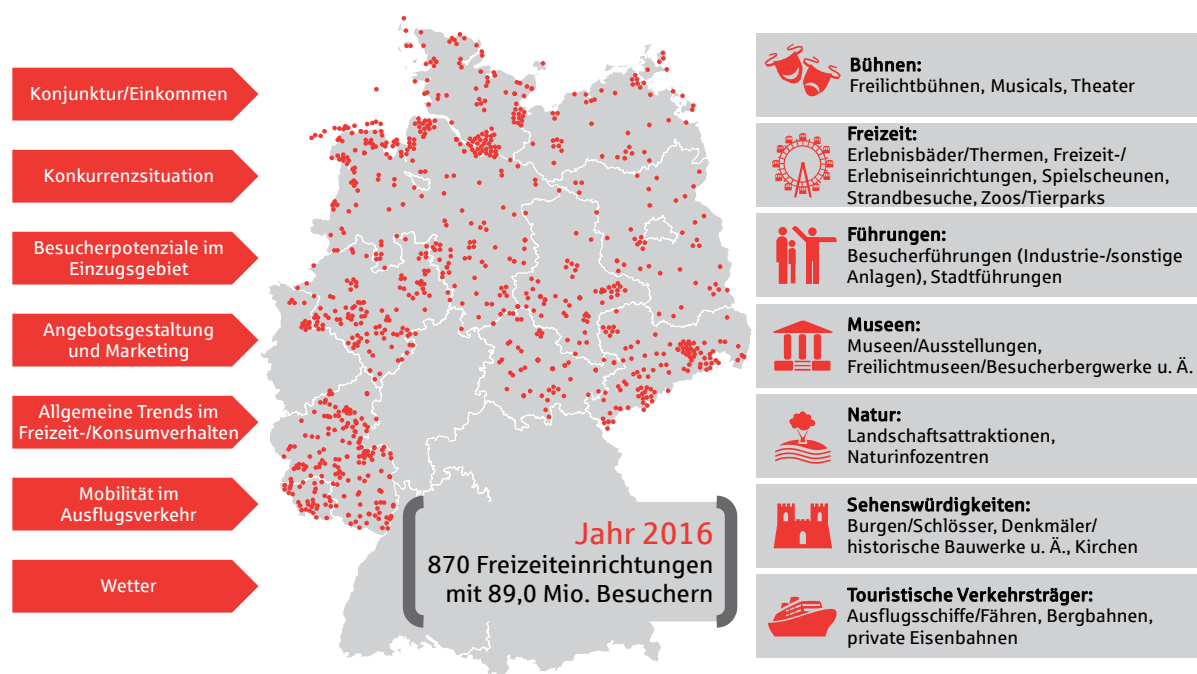 Konjunktur/Einkommen
Konkurrenzsituation
Besucherpotenziale im
Einzugsgebiet
Angebotsgestaltung
und Marketing
Allgemeine Trends im
Freizeit-/Konsumverhalten
Mobilität im
Ausflugsverkehr
Wetter
Jahr 2016
870 Freizeiteinrichtungen
mit 89,0 Mio. Besuchern
Bühnen:
Freilichtbühnen, Musicals, Theater
Freizeit:
Erlebnisbäder/Thermen, Freizeit-/
Erlebniseinrichtungen, Spielscheunen,
Strandbesuche, Zoos/Tierparks
Führungen:
Besucherführungen (Industrie-/sonstige
Anlagen), Stadtführungen
Museen:
Museen/Ausstellungen,
Freilichtmuseen/Besucherbergwerke u. Ä.
Natur:
Landschaftsattraktionen,
Naturinfozentren
Sehenswürdigkeiten:
Burgen/Schlösser, Denkmäler/
historische Bauwerke u. Ä., Kirchen
Touristische Verkehrsträger:
Ausflugsschiffe/Fähren, Bergbahnen,
private Eisenbahnen